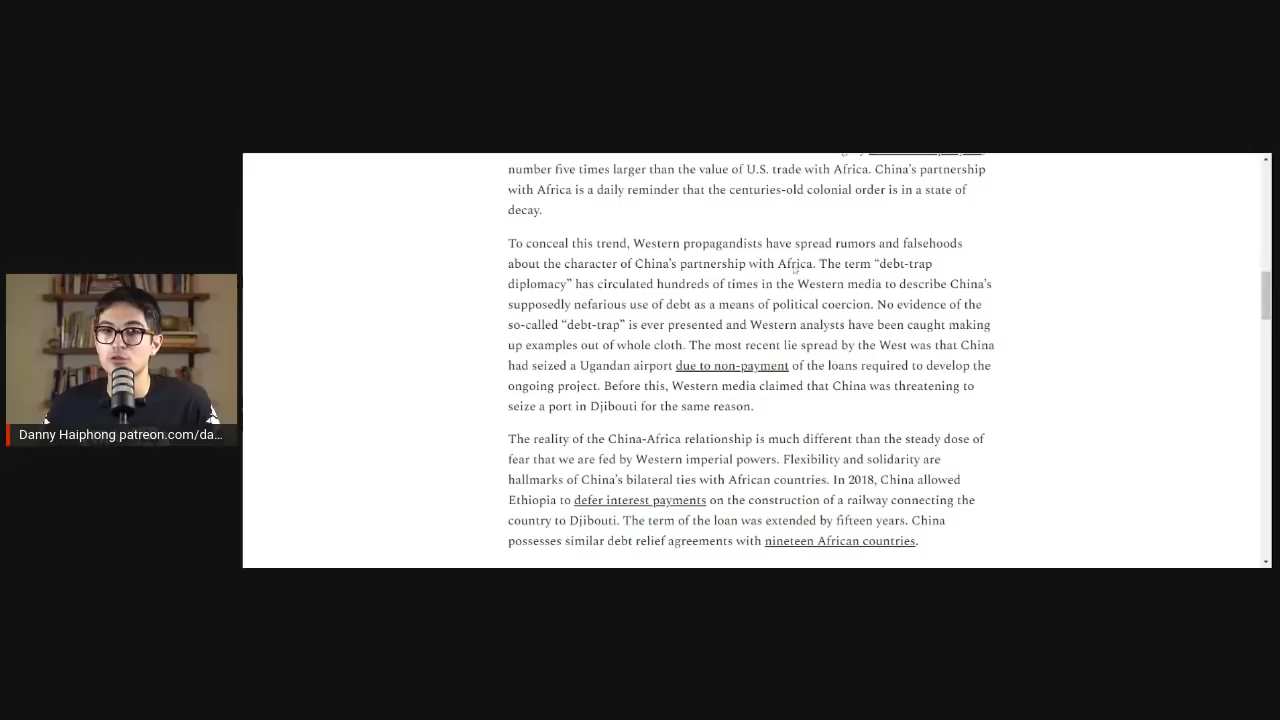 number five times larger than the value of U.S. trade with Africa. China's partnership
with Africa is a daily reminder that the centuries-old colonial order is in a state of
decay.
To conceal this trend, Western propagandists have spread rumors and falsehoods
about the character of China's partnership with Africa. The term “debt-trap
diplomacy” has circulated hundreds of times in the Western media to describe China's
supposedly nefarious use of debt as a means of political coercion. No evidence of the
so-called “debt-trap” is ever presented and Western analysts have been caught making
up examples out of whole cloth. The most recent lie spread by the West was that China
had seized a Ugandan airport due to non-payment of the loans required to develop the
ongoing project. Before this, Western media claimed that China was threatening to
seize a port in Djibouti for the same reason.
The reality of the China-Africa relationship is much different than the steady dose of
fear that we are fed by Western imperial powers. Flexibility and solidarity are
hallmarks of China's bilateral ties with African countries. In 2018, China allowed
Ethiopia to defer interest payments on the construction of a railway connecting the
country to Djibouti. The term of the loan was extended by fifteen years. China
possesses similar debt relief agreements with nineteen African countries.
Danny Haiphong patreon.com/da...